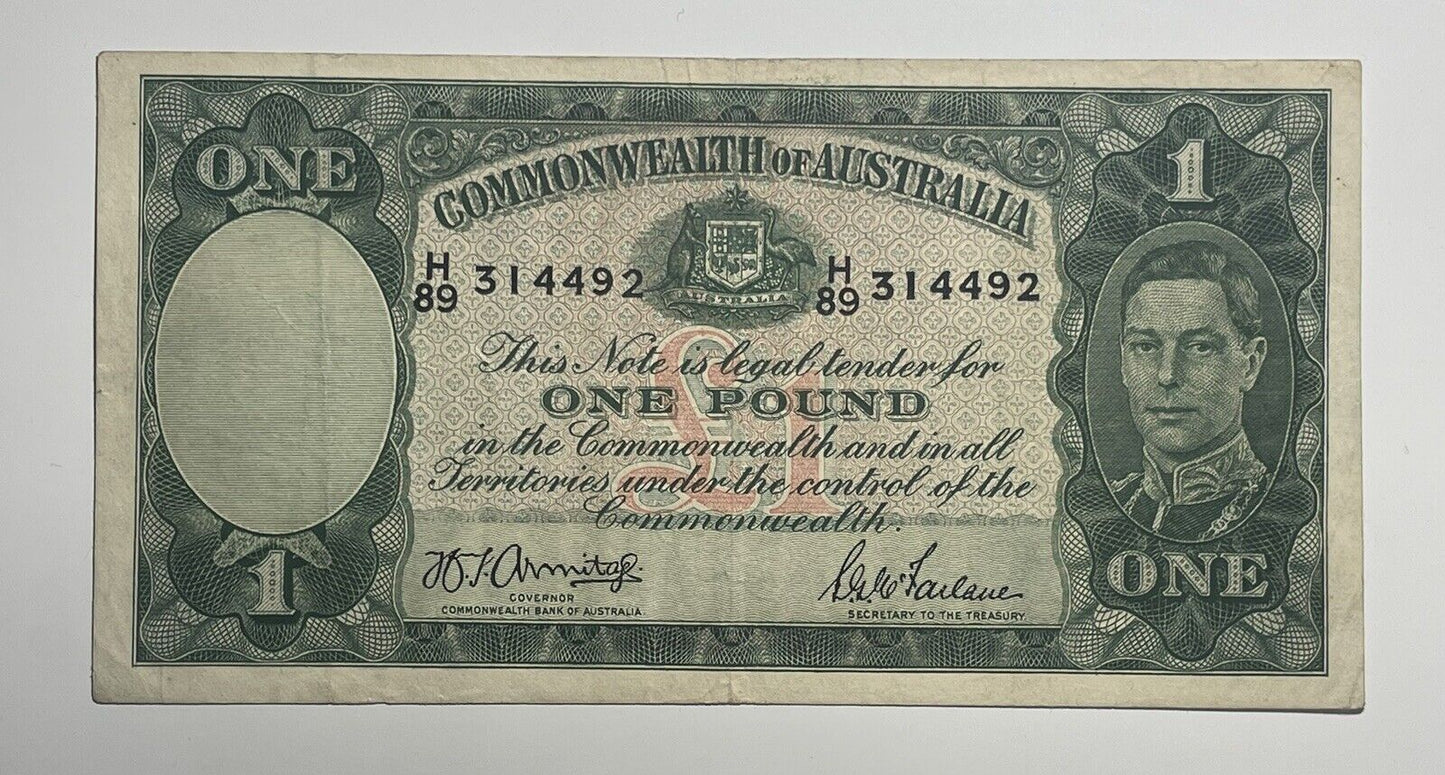 ONE
COMMONWEALTH OF AUSTRALIA
1
H
89 314492
AUSTRALIA
H
89 314492
£1
This Note is legal tender for
ONE POUND
in the Commonwealth and in all
Territories under the control of the
Commonwealth.
1
H.T. Armitage
GOVERNOR
COMMONWEALTH BANK OF AUSTRALIA.
S.G. McFarlane
SECRETARY TO THE TREASURY.
ONE